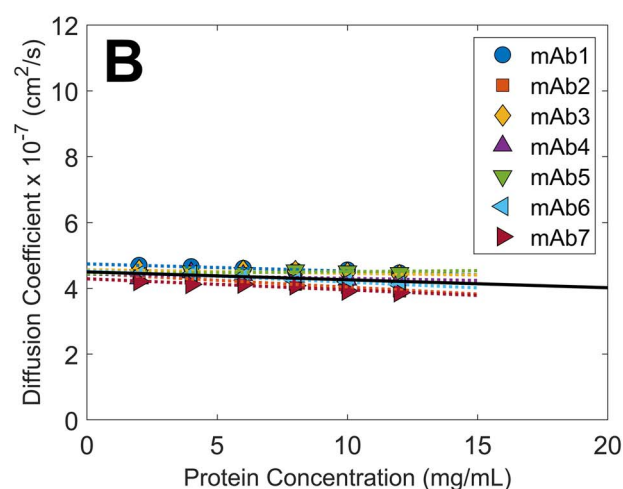 B
12
10
8
6
4
2
0
0 5 10 15 20
Diffusion Coefficient x 10⁻⁷ (cm²/s)
Protein Concentration (mg/mL)
mAb1
mAb2
mAb3
mAb4
mAb5
mAb6
mAb7